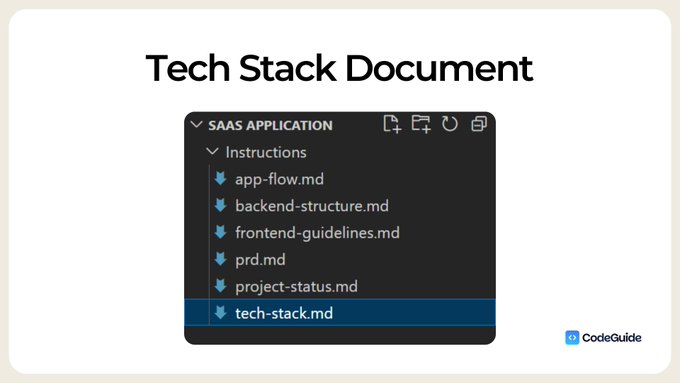 Tech Stack Document
SAAS APPLICATION
Instructions
app-flow.md
backend-structure.md
frontend-guidelines.md
prd.md
project-status.md
tech-stack.md
CodeGuide